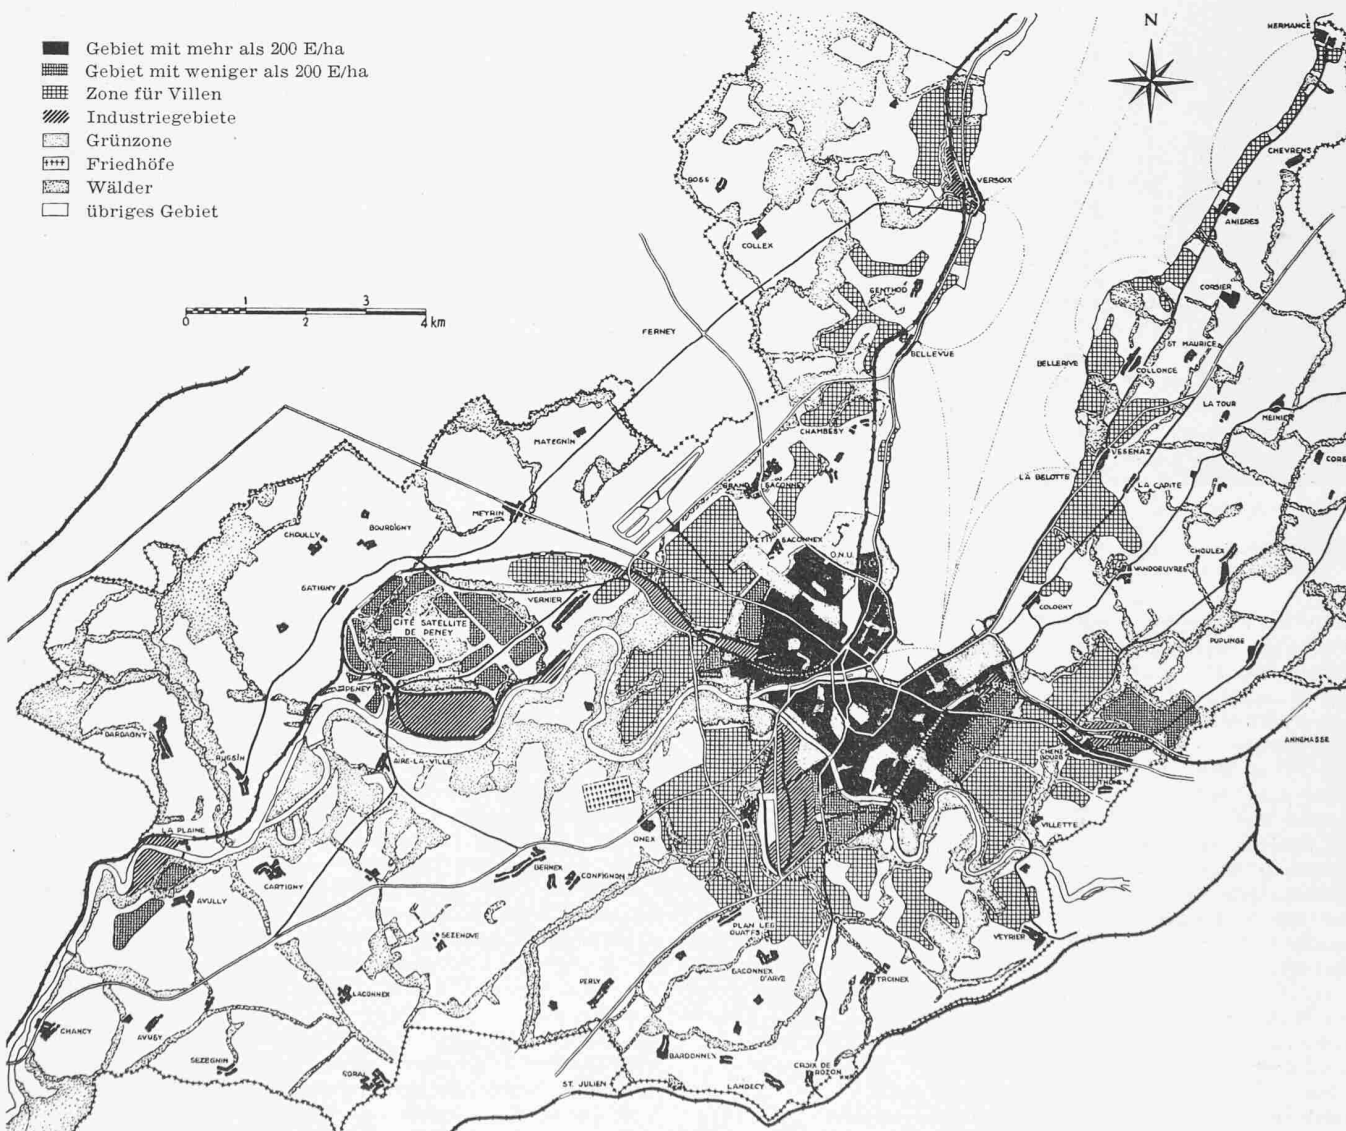 Gebiet mit mehr als 200 E/ha
Gebiet mit weniger als 200 E/ha
Zone für Villen
Industriegebiete
Grünzone
Friedhöfe
Wälder
übriges Gebiet
1 3
0 2 4 km
N
HERMANCE
CHEVRENS
ANIERES
CORSIER
ST MAURICE
BELLERIVE
COLLONCE
LA TOUR
MEINIER
VESENAZ
LA BELOTTE
LA CAPITE
CHOULEX
VANDOEUVRES
COLOGNY
PUPLINGE
ANNEMASSE
VERSOIX
COLLEX
GENTHOD
BELLEVUE
FERNEY
CHAMBESY
GRAND SACONNEX
PETIT SACONNEX
O.N.U.
MATEGNIN
MEYRIN
BOURDIGNY
CHOULLY
SATIGNY
VERNIER
CITÉ SATELLITE
DE PENEY
PENEY
DARDAGNY
RUSSIN
AIRE-LA-VILLE
LA PLAINE
CARTIGNY
AVULLY
ONEX
BERNEX
CONFIGNON
CHENE
BOURG
VILLETTE
VEYRIER
PLAN LES
OUATES
SACONNEX
D'ARVE
TROINEX
SEZENOVE
PERLY
LACONNEX
CHANCY
AVUSY
SEZEGNIN
SORAL
ST. JULIEN
BARDONNEX
LANDECY
CROIX DE
ROZON